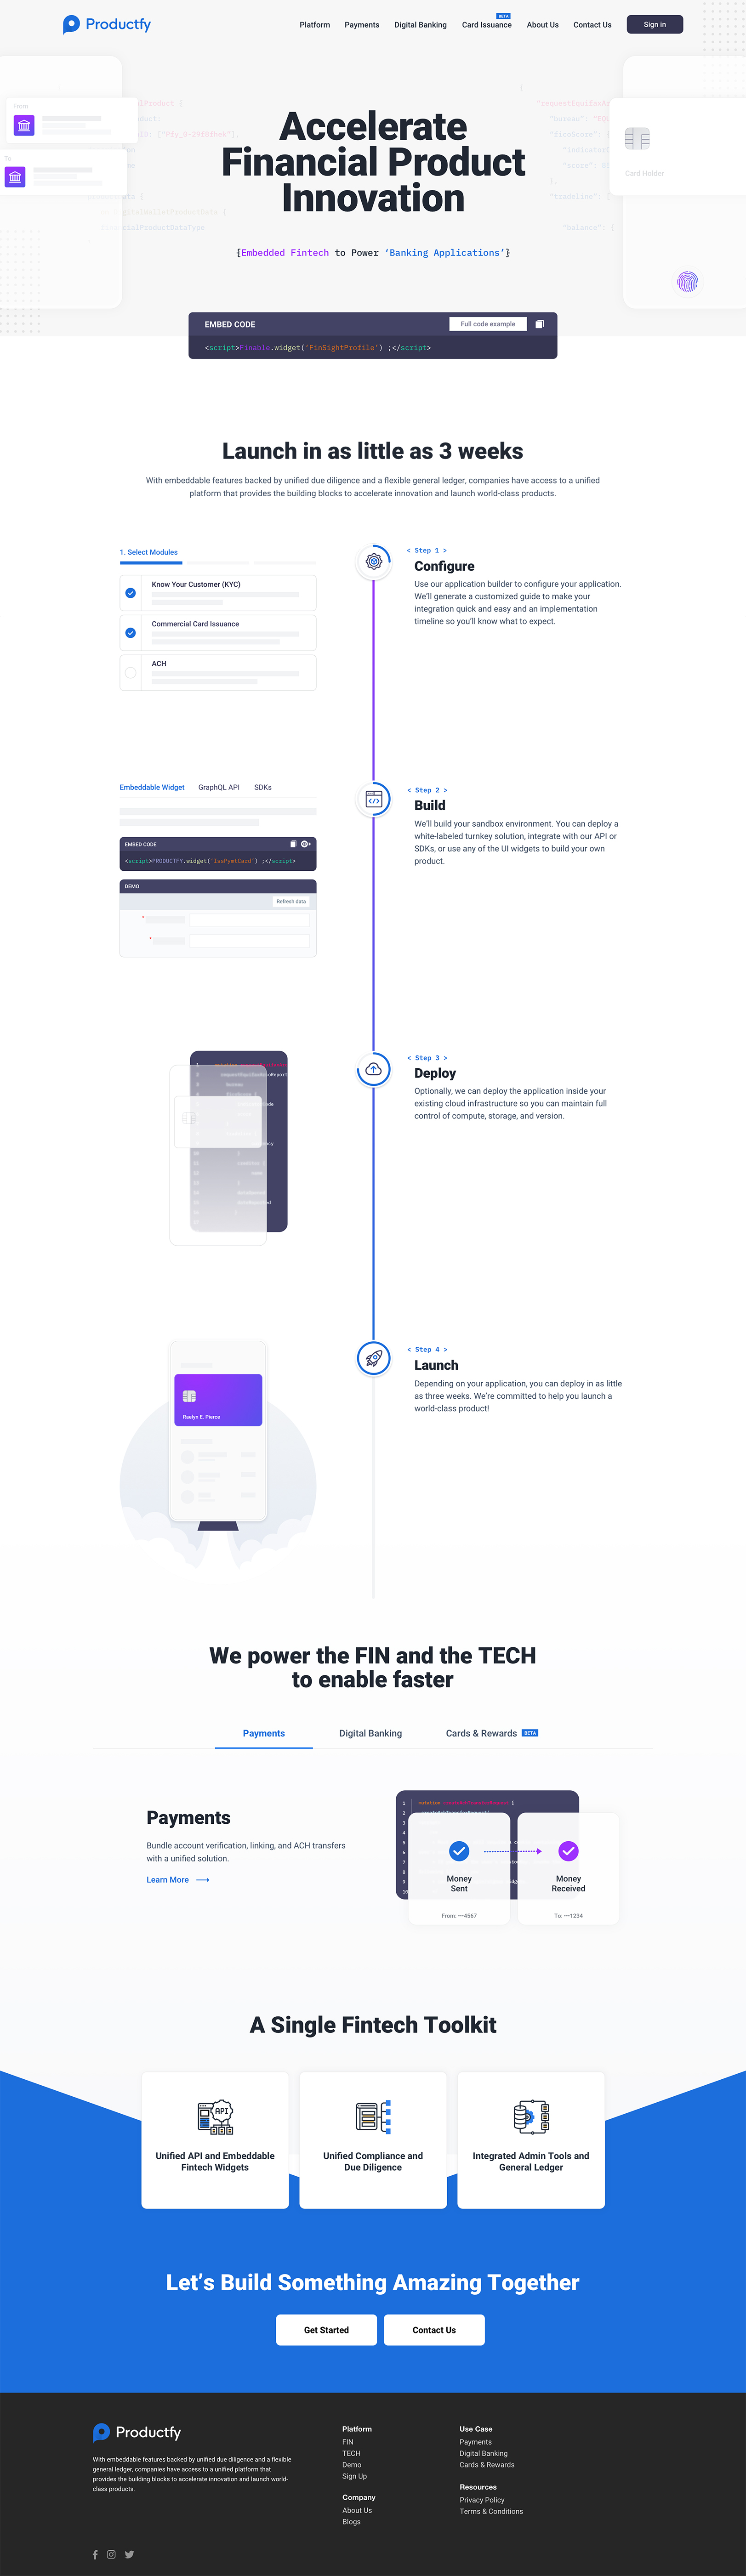 Productfy
Platform
Payments
Digital Banking
Card Issuance
BETA
About Us
Contact Us
Sign in
From
To
Card Holder
Accelerate
Financial Product
Innovation
{Embedded Fintech to Power ‘Banking Applications’}
EMBED CODE
Full code example
<script>Finable.widget('FinSightProfile') ;</script>
Launch in as little as 3 weeks
With embeddable features backed by unified due diligence and a flexible general ledger, companies have access to a unified
platform that provides the building blocks to accelerate innovation and launch world-class products.
1. Select Modules
Know Your Customer (KYC)
Commercial Card Issuance
ACH
< Step 1 >
Configure
Use our application builder to configure your application.
We’ll generate a customized guide to make your
integration quick and easy and an implementation
timeline so you’ll know what to expect.
Embeddable Widget
GraphQL API
SDKs
EMBED CODE
<script>PRODUCTFY.widget('IssPymtCard') ;</script>
DEMO
Refresh data
< Step 2 >
Build
We’ll build your sandbox environment. You can deploy a
white-labeled turnkey solution, integrate with our API or
SDKs, or use any of the UI widgets to build your own
product.
< Step 3 >
Deploy
Optionally, we can deploy the application inside your
existing cloud infrastructure so you can maintain full
control of compute, storage, and version.
Raelyn E. Pierce
< Step 4 >
Launch
Depending on your application, you can deploy in as little
as three weeks. We’re committed to help you launch a
world-class product!
We power the FIN and the TECH
to enable faster
Payments
Digital Banking
Cards & Rewards
BETA
Payments
Bundle account verification, linking, and ACH transfers
with a unified solution.
Learn More
Money
Sent
From: ····4567
Money
Received
To: ····1234
A Single Fintech Toolkit
API
Unified API and Embeddable
Fintech Widgets
Unified Compliance and
Due Diligence
Integrated Admin Tools and
General Ledger
Let’s Build Something Amazing Together
Get Started
Contact Us
Productfy
With embeddable features backed by unified due diligence and a flexible
general ledger, companies have access to a unified platform that
provides the building blocks to accelerate innovation and launch world-
class products.
Platform
FIN
TECH
Demo
Sign Up
Company
About Us
Blogs
Use Case
Payments
Digital Banking
Cards & Rewards
Resources
Privacy Policy
Terms & Conditions